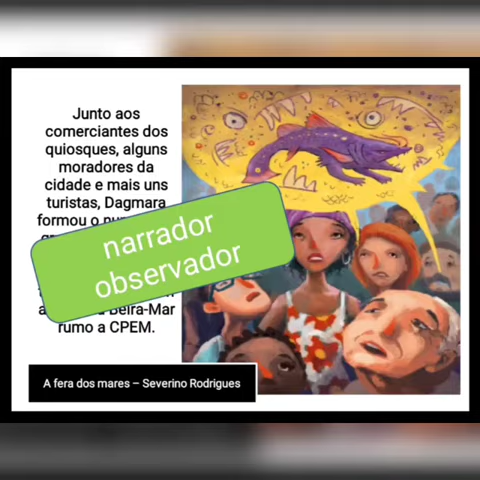 Junto aos
comerciantes dos
quiosques, alguns
moradores da
cidade e mais uns
turistas, Dagmara
formou o
narrador
observador
Beira-Mar
rumo a CPEM.
A fera dos mares – Severino Rodrigues